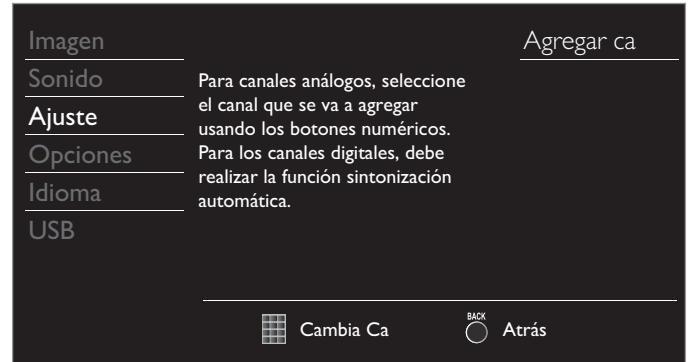 Imagen
Sonido
Ajuste
Opciones
Idioma
USB
Agregar ca
Para canales análogos, seleccione
el canal que se va a agregar
usando los botones numéricos.
Para los canales digitales, debe
realizar la función sintonización
automática.
Cambia Ca
BACK
Atrás